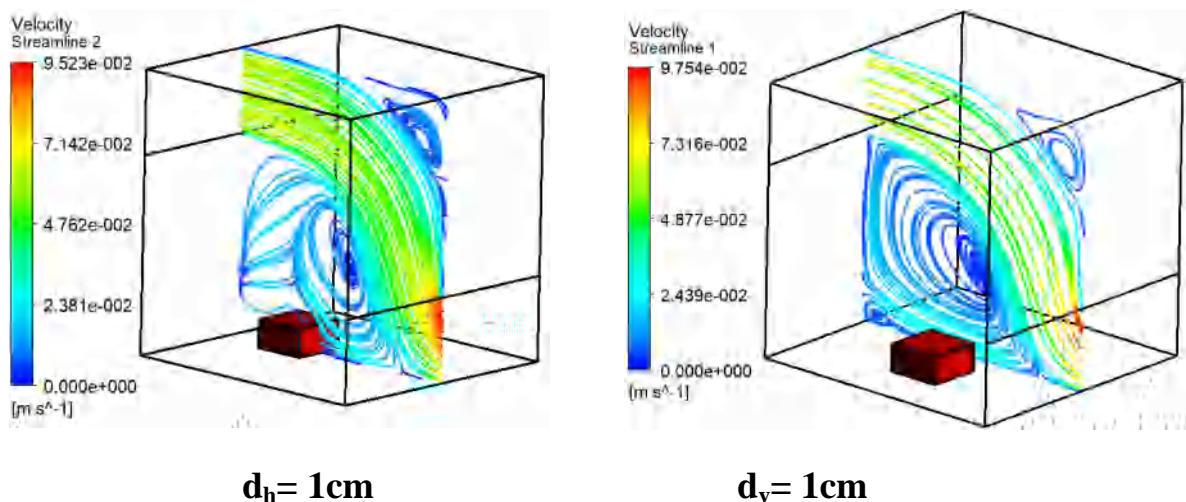 Velocity
Streamline 2
9.523e-002
7.142e-002
4.762e-002
2.381e-002
0.000e+000
[m s^-1]
Velocity
Streamline 1
9.754e-002
7.316e-002
4.877e-002
2.439e-002
0.000e+000
[m s^-1]
dh= 1cm
dv= 1cm